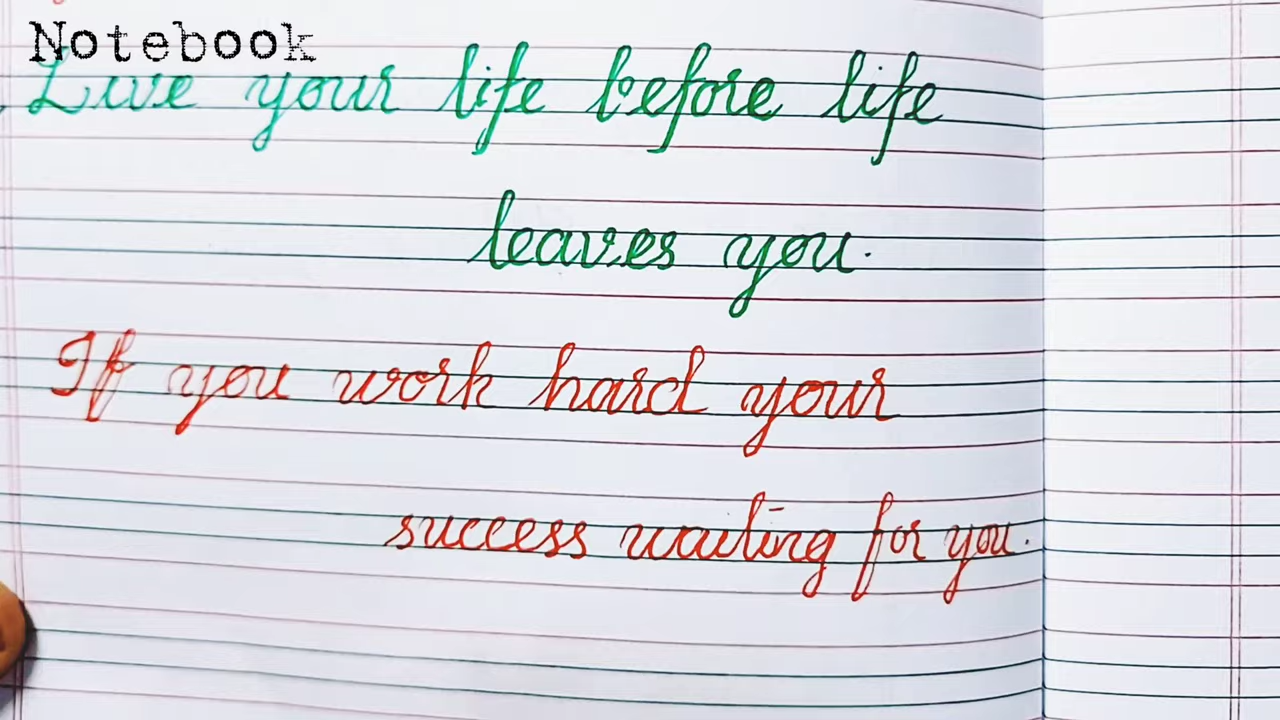 Notebook
Live your life before life
leaves you.
If you work hard your
success waiting for you.